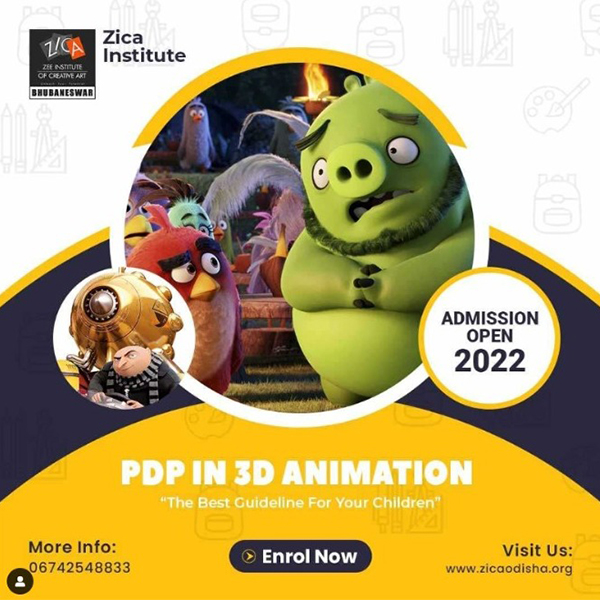 ZICA
ZEE INSTITUTE
OF CREATIVE ART
BHUBANESWAR
Zica
Institute
ADMISSION
OPEN
2022
PDP IN 3D ANIMATION
“The Best Guideline For Your Children”
More Info:
06742548833
Enrol Now
Visit Us:
www.zicaodisha.org